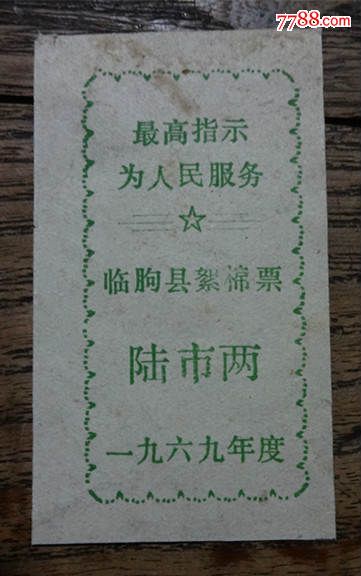 7788.com
最高指示
为人民服务
临朐县絮棉票
陆市两
一九六九年度